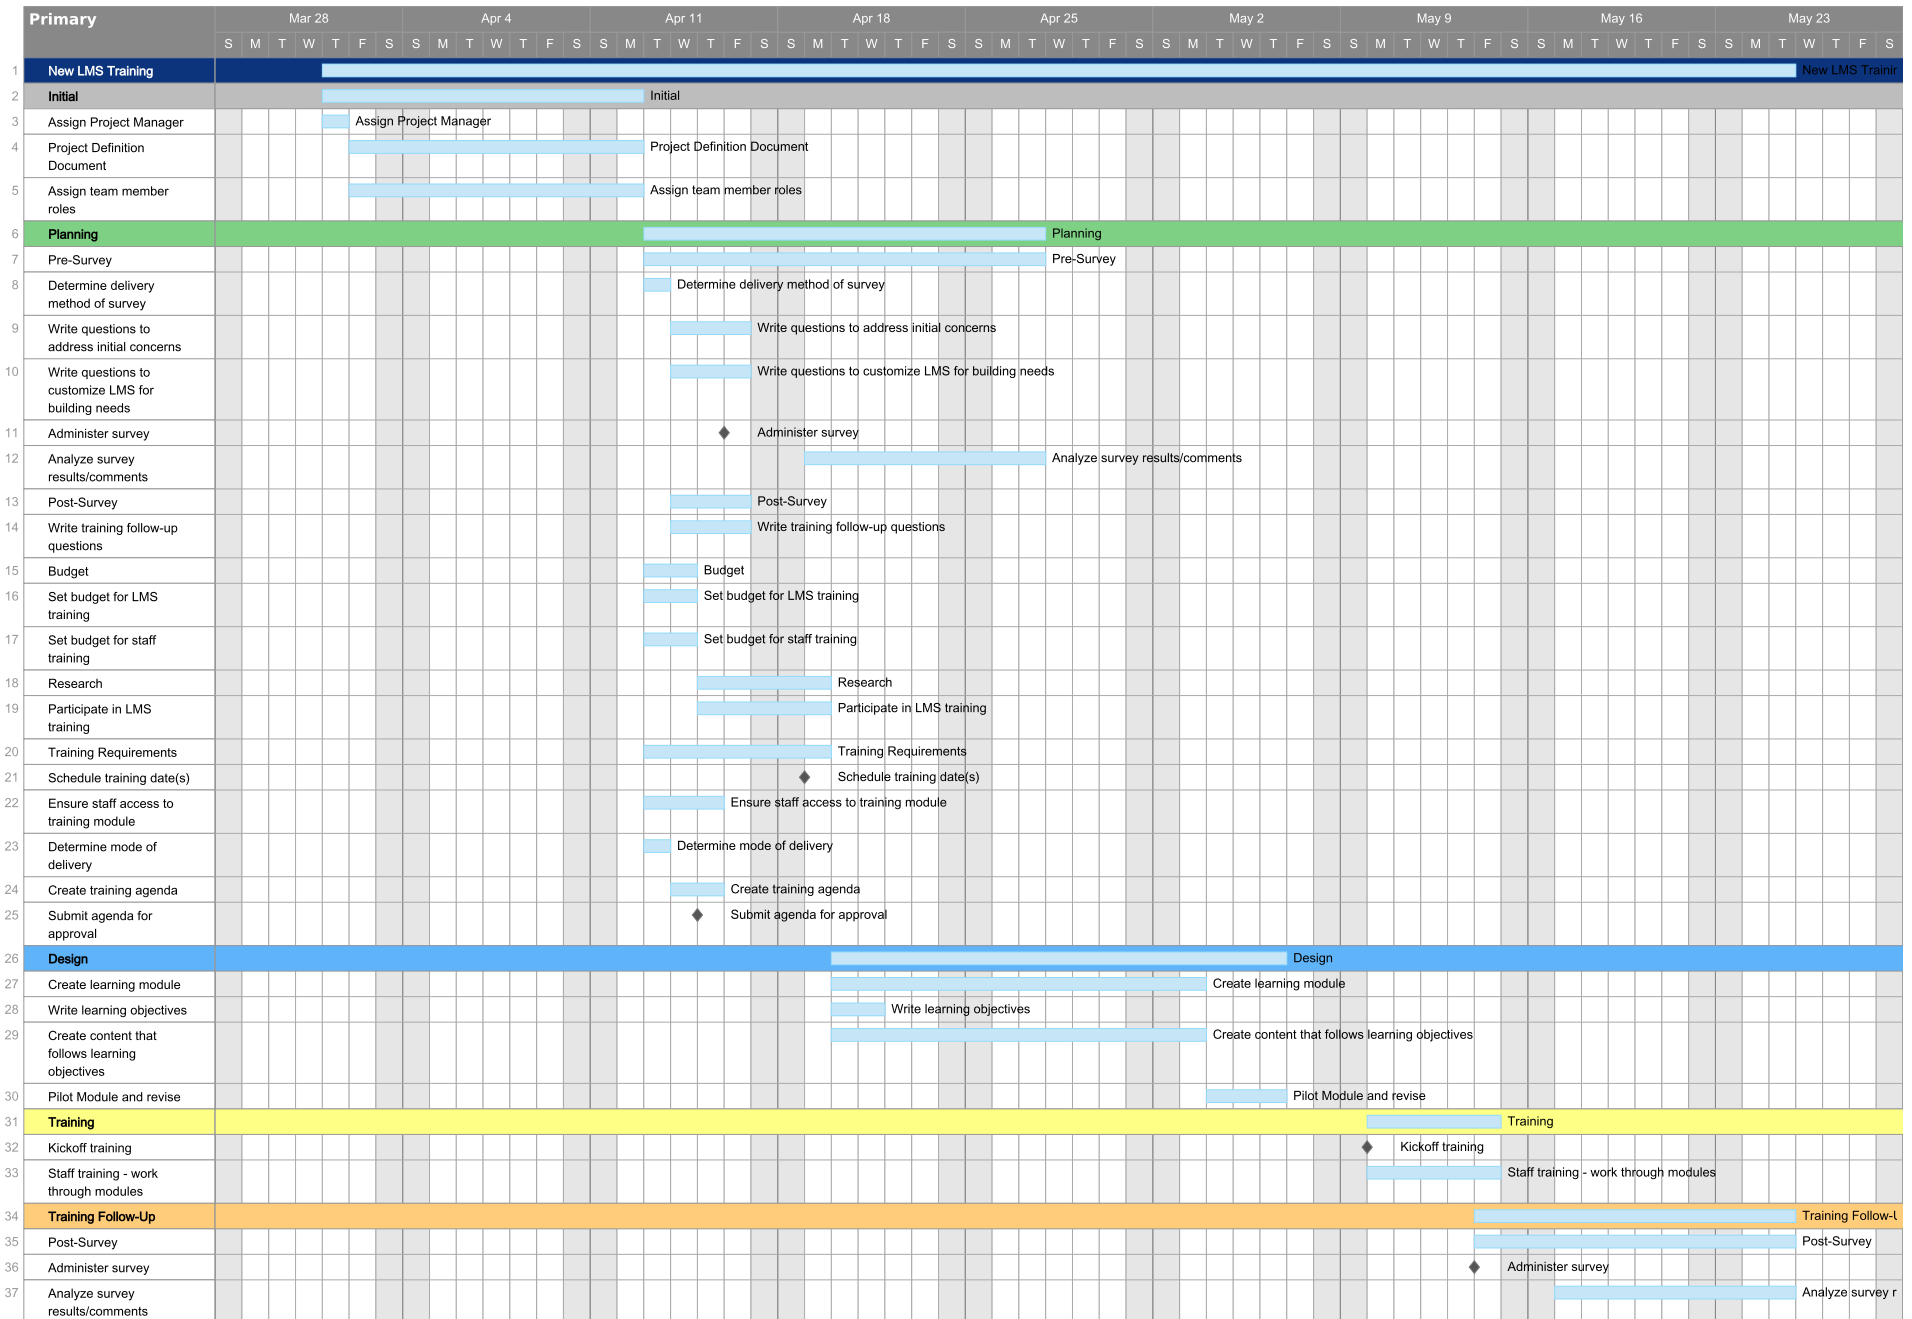 Primary Mar 28 Apr 4 Apr 11 Apr 18 Apr 25 May 2 May 9 May 16 May 23
S M T W T F S S M T W T F S S M T W T F S S M T W T F S S M T W T F S S M T W T F S S M T W T F S S M T W T F S S M T W T F S
1 New LMS Training New LMS Trainir
2 Initial Initial
3 Assign Project Manager Assign Project Manager
4 Project Definition Project Definition Document
Document
5 Assign team member Assign team member roles
roles
6 Planning Planning
7 Pre-Survey Pre-Survey
8 Determine delivery Determine delivery method of survey
method of survey
9 Write questions to Write questions to address initial concerns
address initial concerns
10 Write questions to Write questions to customize LMS for building needs
customize LMS for
building needs
11 Administer survey Administer survey
12 Analyze survey Analyze survey results/comments
results/comments
13 Post-Survey Post-Survey
14 Write training follow-up Write training follow-up questions
questions
15 Budget Budget
16 Set budget for LMS Set budget for LMS training
training
17 Set budget for staff Set budget for staff training
training
18 Research Research
19 Participate in LMS Participate in LMS training
training
20 Training Requirements Training Requirements
21 Schedule training date(s) Schedule training date(s)
22 Ensure staff access to Ensure staff access to training module
training module
23 Determine mode of Determine mode of delivery
delivery
24 Create training agenda Create training agenda
25 Submit agenda for Submit agenda for approval
approval
26 Design Design
27 Create learning module Create learning module
28 Write learning objectives Write learning objectives
29 Create content that Create content that follows learning objectives
follows learning
objectives
30 Pilot Module and revise Pilot Module and revise
31 Training Training
32 Kickoff training Kickoff training
33 Staff training - work Staff training - work through modules
through modules
34 Training Follow-Up Training Follow-U
35 Post-Survey Post-Survey
36 Administer survey Administer survey
37 Analyze survey Analyze survey r
results/comments